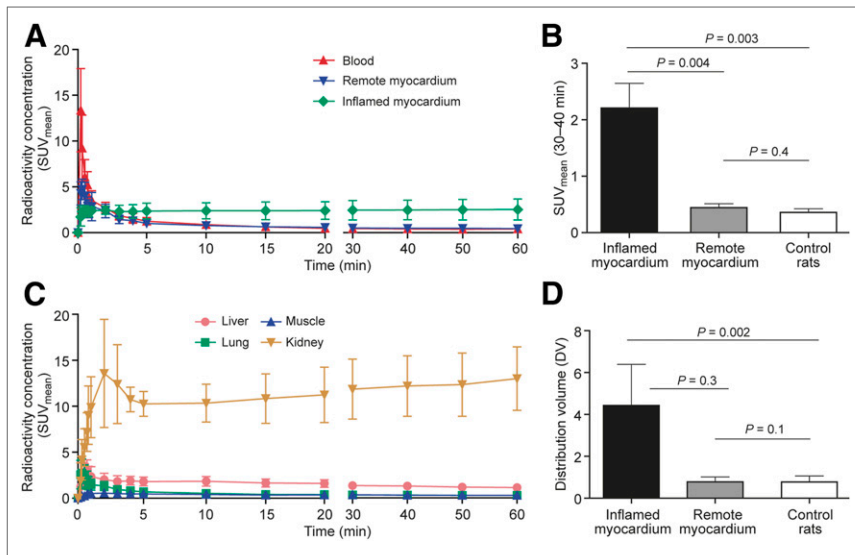 A
20
15
10
5
0
Radioactivity concentration
(SUVmean)
Blood
Remote myocardium
Inflamed myocardium
0 5 10 15 20 30 40 50 60
Time (min)
B
P = 0.003
P = 0.004
P = 0.4
3
2
1
0
SUVmean (30–40 min)
Inflamed Remote Control
myocardium myocardium rats
C
20
15
10
5
0
Radioactivity concentration
(SUVmean)
Liver Muscle
Lung Kidney
0 5 10 15 20 30 40 50 60
Time (min)
D
8
6
4
2
0
Distribution volume (DV)
P = 0.002
P = 0.3
P = 0.1
Inflamed Remote Control
myocardium myocardium rats